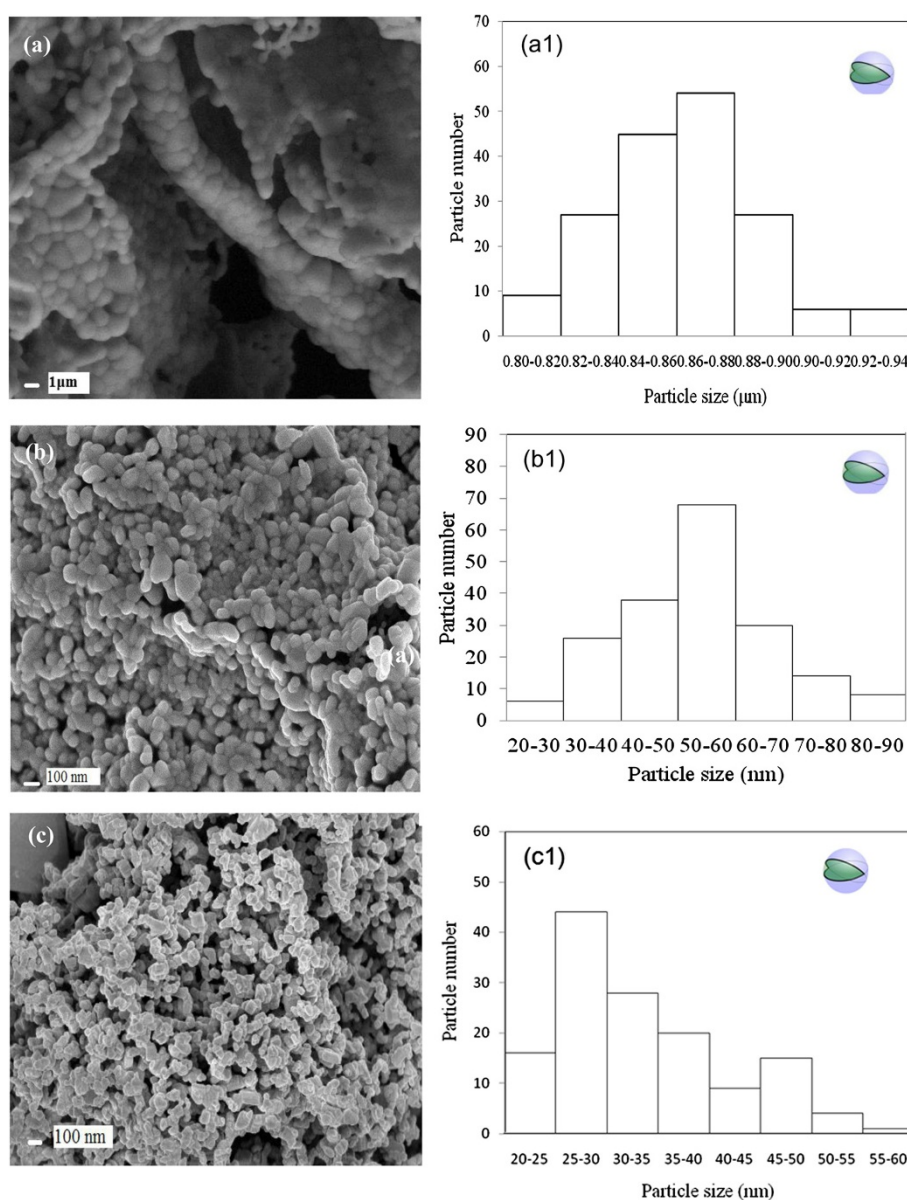 (a)
1μm
(a1)
70
60
50
40
30
20
10
0
Particle number
0.80-0.82 0.82-0.84 0.84-0.86 0.86-0.88 0.88-0.90 0.90-0.92 0.92-0.94
Particle size (μm)
(b)
(a)
100 nm
(b1)
90
80
70
60
50
40
30
20
10
0
Particle number
20-30 30-40 40-50 50-60 60-70 70-80 80-90
Particle size (nm)
(c)
100 nm
(c1)
60
50
40
30
20
10
0
Particle number
20-25 25-30 30-35 35-40 40-45 45-50 50-55 55-60
Particle size (nm)